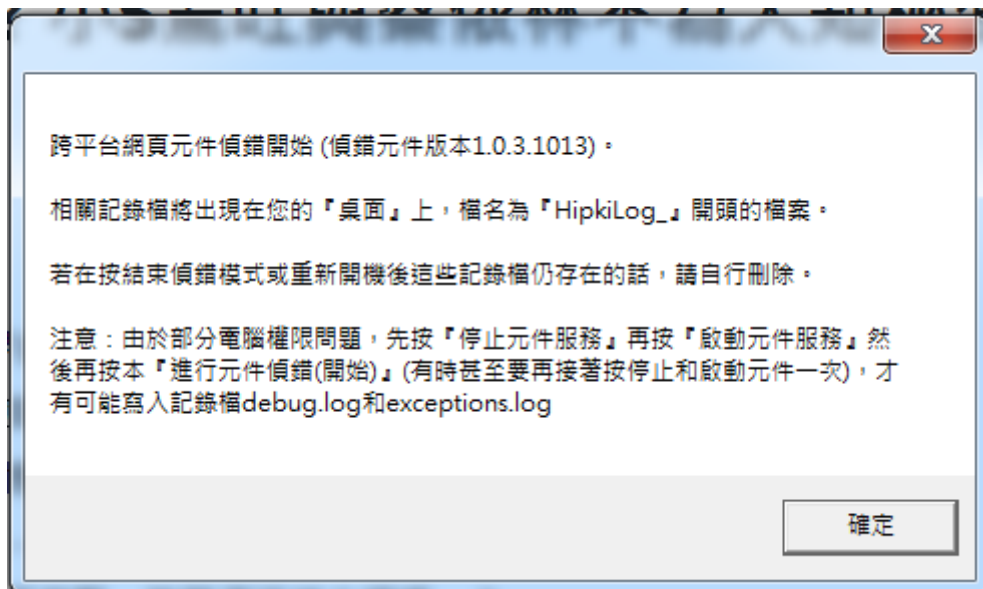 跨平台網頁元件偵錯開始 (偵錯元件版本1.0.3.1013)。
相關記錄檔將出現在您的『桌面』上，檔名為『HipkiLog_』開頭的檔案。
若在按結束偵錯模式或重新開機後這些記錄檔仍存在的話，請自行刪除。
注意：由於部分電腦權限問題，先按『停止元件服務』再按『啟動元件服務』然
後再按本『進行元件偵錯(開始)』(有時甚至要再接著按停止和啟動元件一次)，才
有可能寫入記錄檔debug.log和exceptions.log
確定